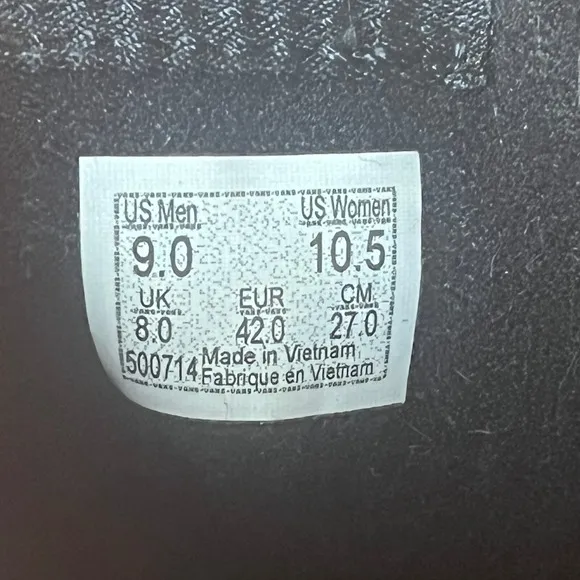 US Men US Women
9.0 10.5
UK EUR CM
8.0 42.0 27.0
500714 Made in Vietnam
Fabrique en Vietnam